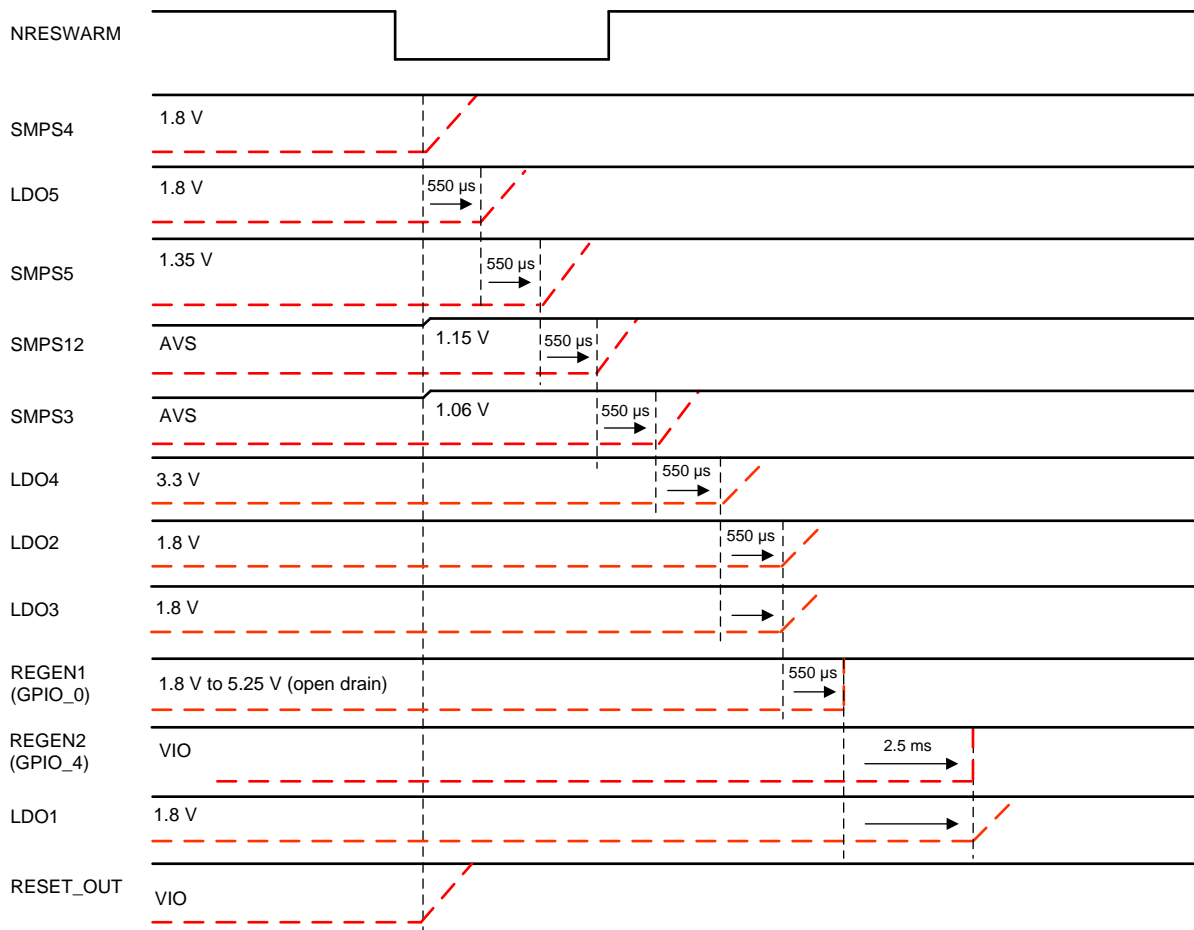 NRESWARM
SMPS4
1.8 V
LDO5
1.8 V
550 µs
SMPS5
1.35 V
550 µs
SMPS12
AVS
1.15 V
550 µs
SMPS3
AVS
1.06 V
550 µs
LDO4
3.3 V
550 µs
LDO2
1.8 V
550 µs
LDO3
1.8 V
REGEN1
(GPIO_0)
1.8 V to 5.25 V (open drain)
550 µs
REGEN2
(GPIO_4)
VIO
2.5 ms
LDO1
1.8 V
RESET_OUT
VIO